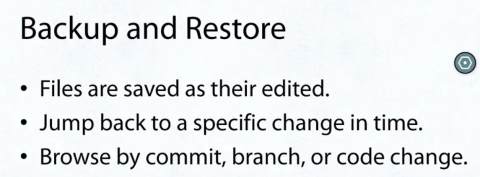 Backup and Restore
• Files are saved as their edited.
• Jump back to a specific change in time.
• Browse by commit, branch, or code change.